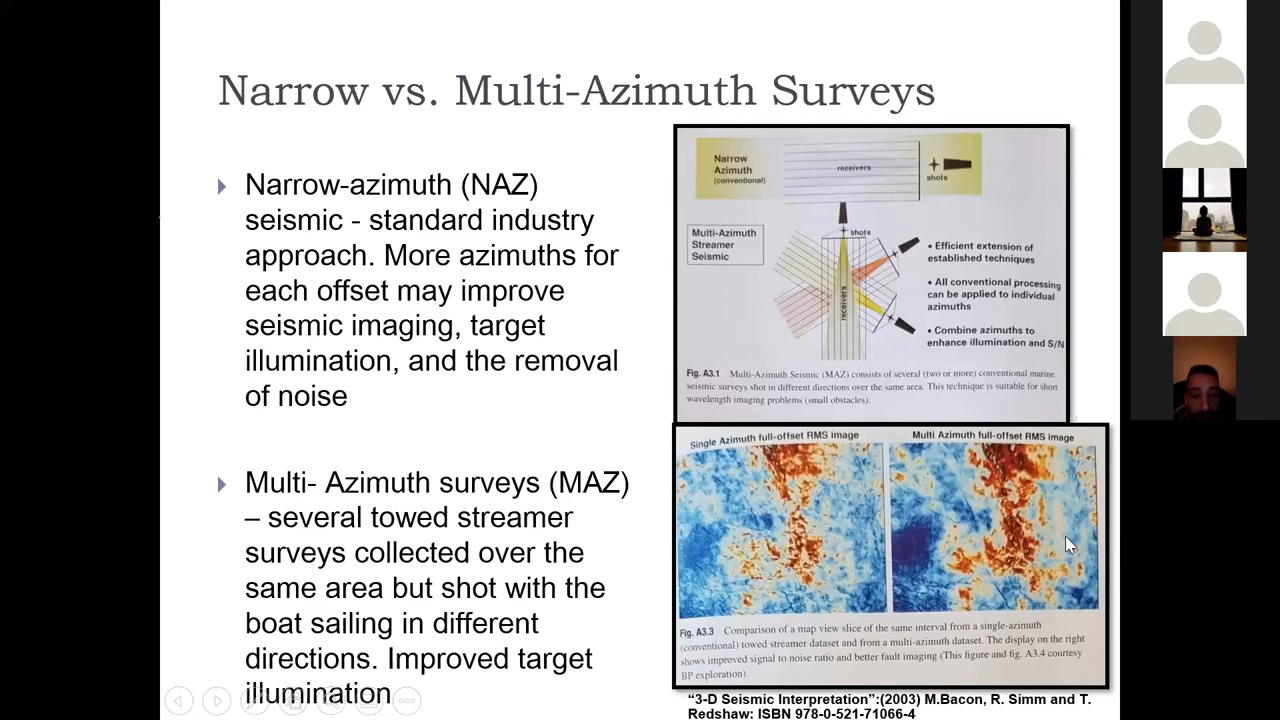 Narrow vs. Multi-Azimuth Surveys
Narrow-azimuth (NAZ)
seismic - standard industry
approach. More azimuths for
each offset may improve
seismic imaging, target
illumination, and the removal
of noise
Multi- Azimuth surveys (MAZ)
– several towed streamer
surveys collected over the
same area but shot with the
boat sailing in different
directions. Improved target
illumination
Narrow
Azimuth
(conventional)
receivers
shots
Multi-Azimuth
Streamer
Seismic
shots
receivers
• Efficient extension of
established techniques
• All conventional processing
can be applied to individual
azimuths
• Combine azimuths to
enhance illumination and S/N
Fig. A3.1 Multi-Azimuth Seismic (MAZ) consists of several (two or more) conventional marine
seismic surveys shot in different directions over the same area. This technique is suitable for short
wavelength imaging problems (small obstacles).
Single Azimuth full-offset RMS image
Multi Azimuth full-offset RMS image
Fig. A3.3 Comparison of a map view slice of the same interval from a single-azimuth
(conventional) towed streamer dataset and from a multi-azimuth dataset. The display on the right
shows improved signal to noise ratio and better fault imaging (This figure and fig. A3.4 courtesy
BP exploration).
“3-D Seismic Interpretation”:(2003) M.Bacon, R. Simm and T.
Redshaw: ISBN 978-0-521-71066-4